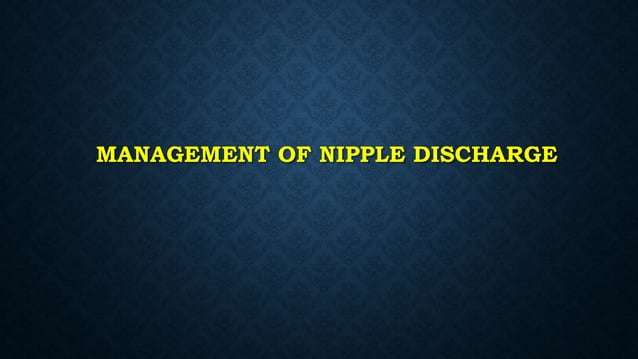 MANAGEMENT OF NIPPLE DISCHARGE